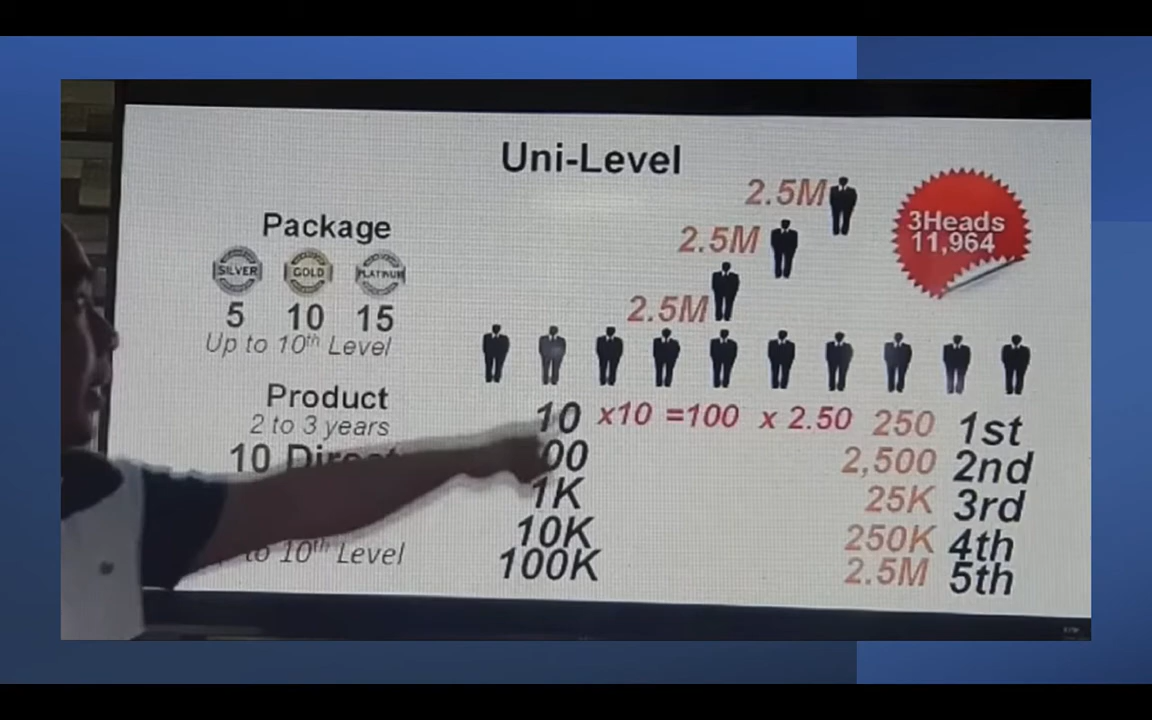 Uni-Level
2.5M
2.5M
2.5M
3Heads
11,964
Package
SILVER GOLD PLATINUM
5 10 15
Up to 10th Level
Product
2 to 3 years
10
10 x10 =100 x 2.50 250 1st
00 2,500 2nd
1K 25K 3rd
10K 250K 4th
10th Level
100K 2.5M 5th